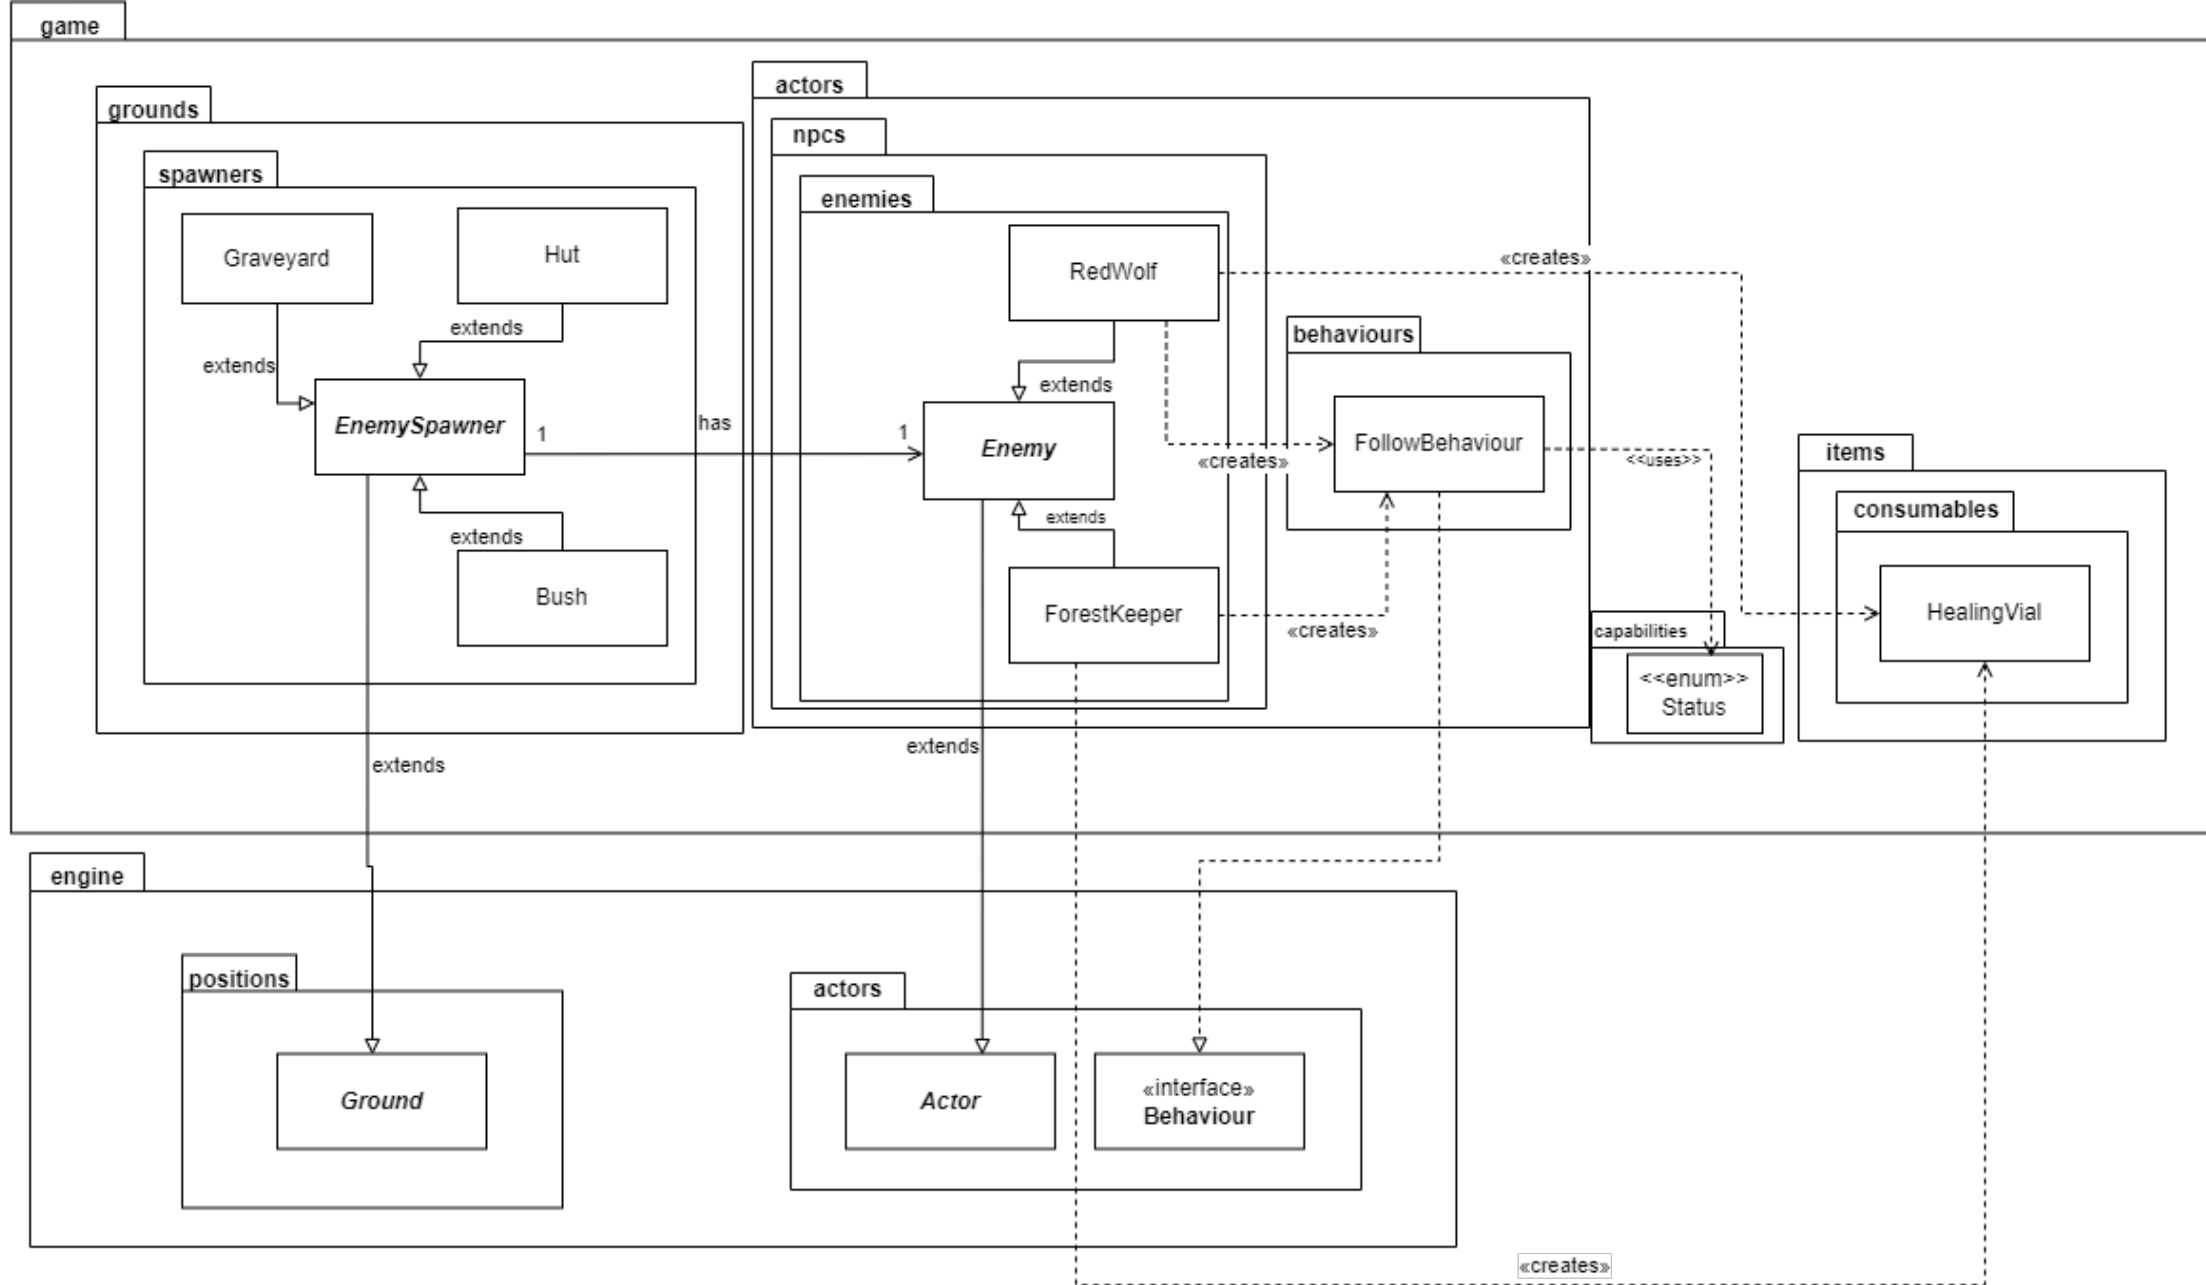 game
actors
grounds
npcs
spawners
enemies
Graveyard
Hut
RedWolf
«creates»
extends
behaviours
extends
extends
EnemySpawner
1
has
1
Enemy
«creates»
FollowBehaviour
<<uses>>
items
consumables
extends
extends
Bush
ForestKeeper
«creates»
HealingVial
capabilities
<<enum>>
Status
extends
extends
engine
positions
actors
Ground
Actor
«interface»
Behaviour
«creates»